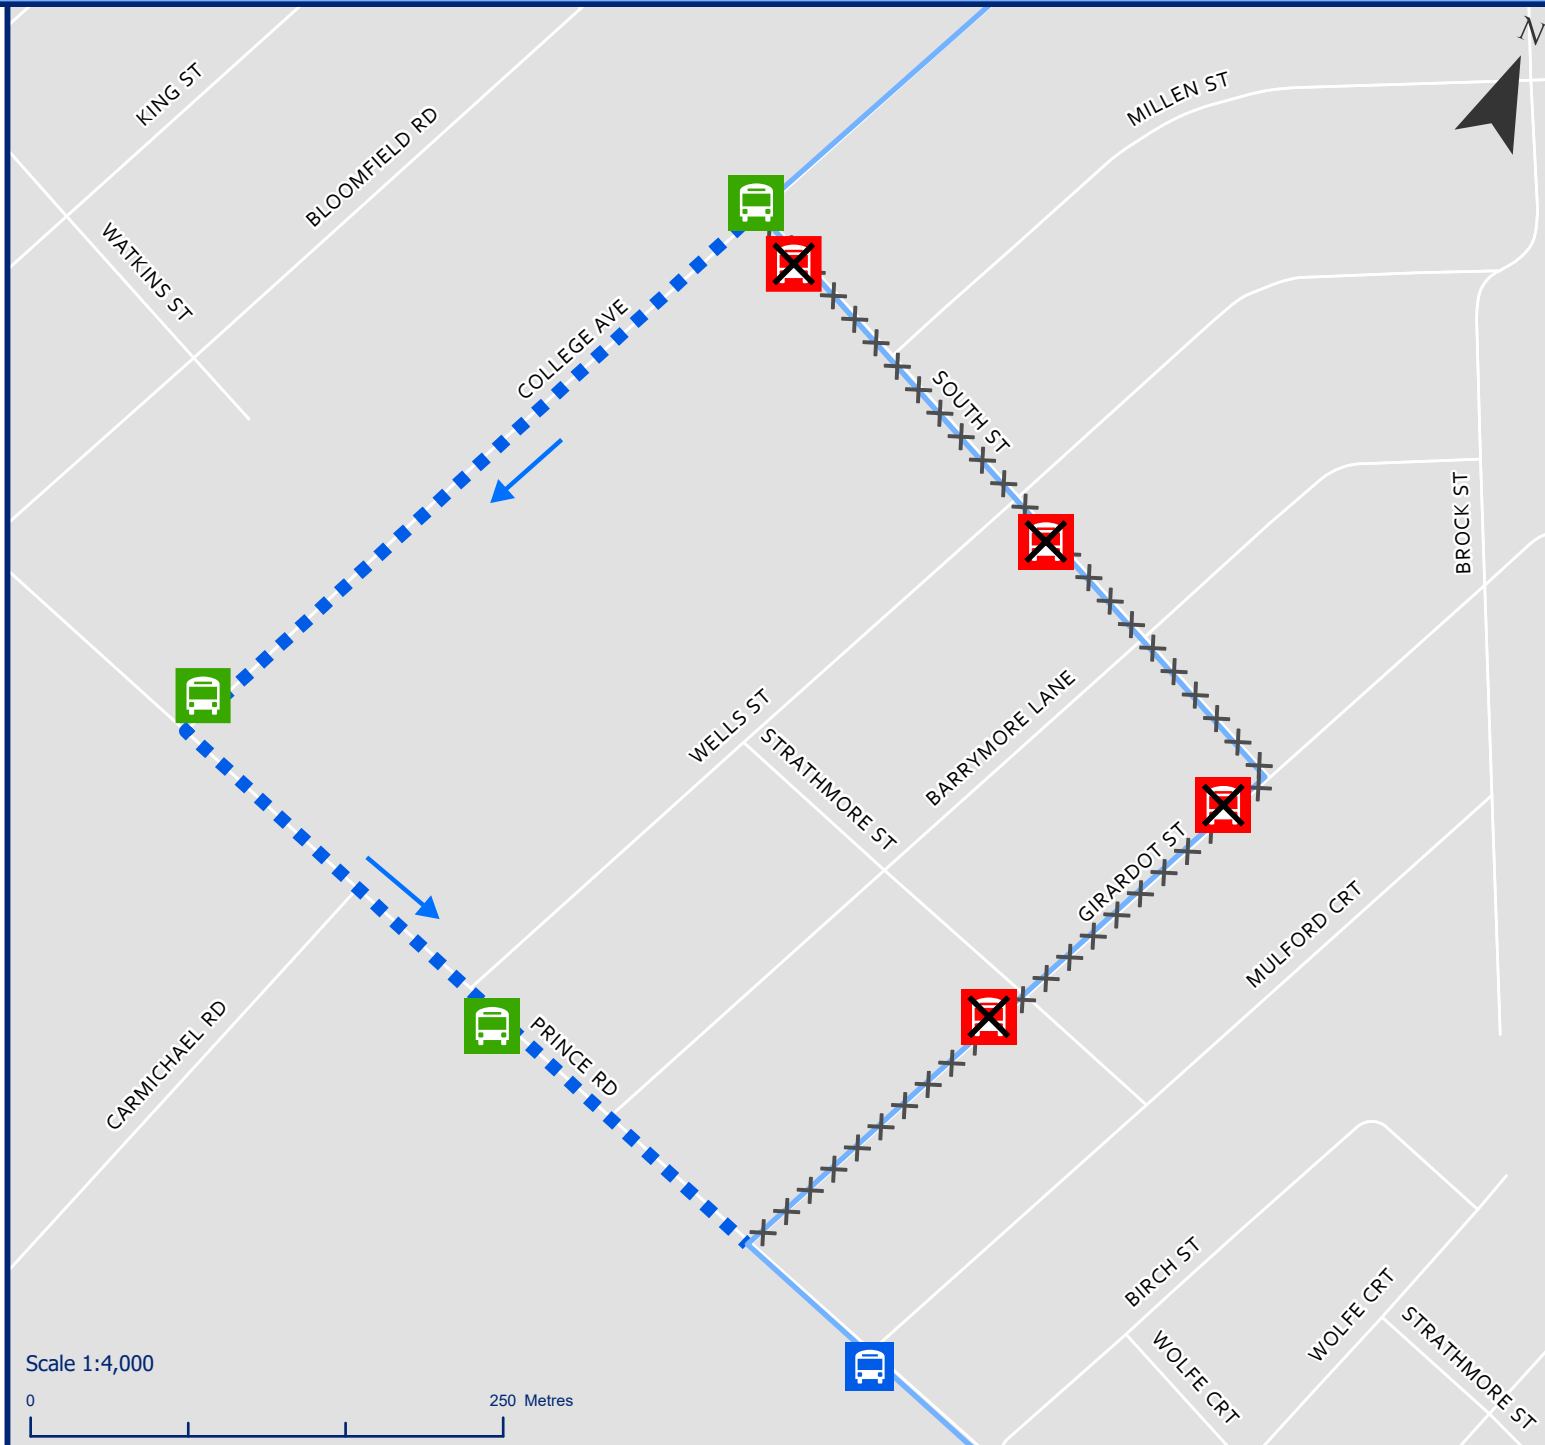 N
KING ST
MILLEN ST
BLOOMFIELD RD
WATKINS ST
COLLEGE AVE
SOUTH ST
BROCK ST
WELLS ST
STRATHMORE ST
BARRYMORE LANE
GIRARDOT ST
MULFORD CRT
CARMICHAEL RD
PRINCE RD
BIRCH ST
WOLFE CRT
WOLFE CRT
STRATHMORE ST
Scale 1:4,000
0 250 Metres